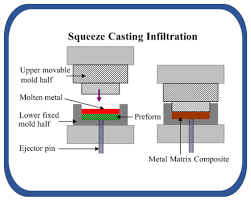 Squeeze Casting Infiltration
Upper movable
mold half
Molten metal
Lower fixed
mold half
Preform
Ejector pin
Metal Matrix Composite